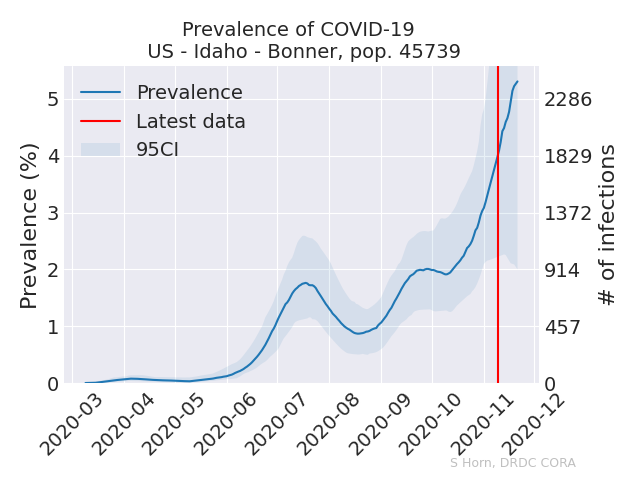 Prevalence of COVID-19
US - Idaho - Bonner, pop. 45739
Prevalence
Latest data
95CI
Prevalence (%)
5
4
3
2
1
0
2286
1829
1372
914
457
0
# of infections
2020-03
2020-04
2020-05
2020-06
2020-07
2020-08
2020-09
2020-10
2020-11
2020-12
S Horn, DRDC CORA